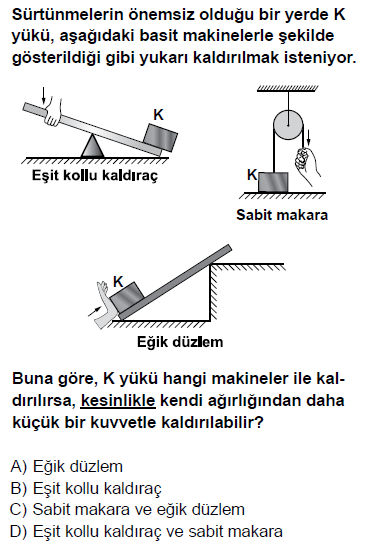 Sürtünmelerin önemsiz olduğu bir yerde K
yükü, aşağıdaki basit makinelerle şekilde
gösterildiği gibi yukarı kaldırılmak isteniyor.
K
Eşit kollu kaldıraç
K
Sabit makara
K
Eğik düzlem
Buna göre, K yükü hangi makineler ile kal-
dırılırsa, kesinlikle kendi ağırlığından daha
küçük bir kuvvetle kaldırılabilir?
A) Eğik düzlem
B) Eşit kollu kaldıraç
C) Sabit makara ve eğik düzlem
D) Eşit kollu kaldıraç ve sabit makara